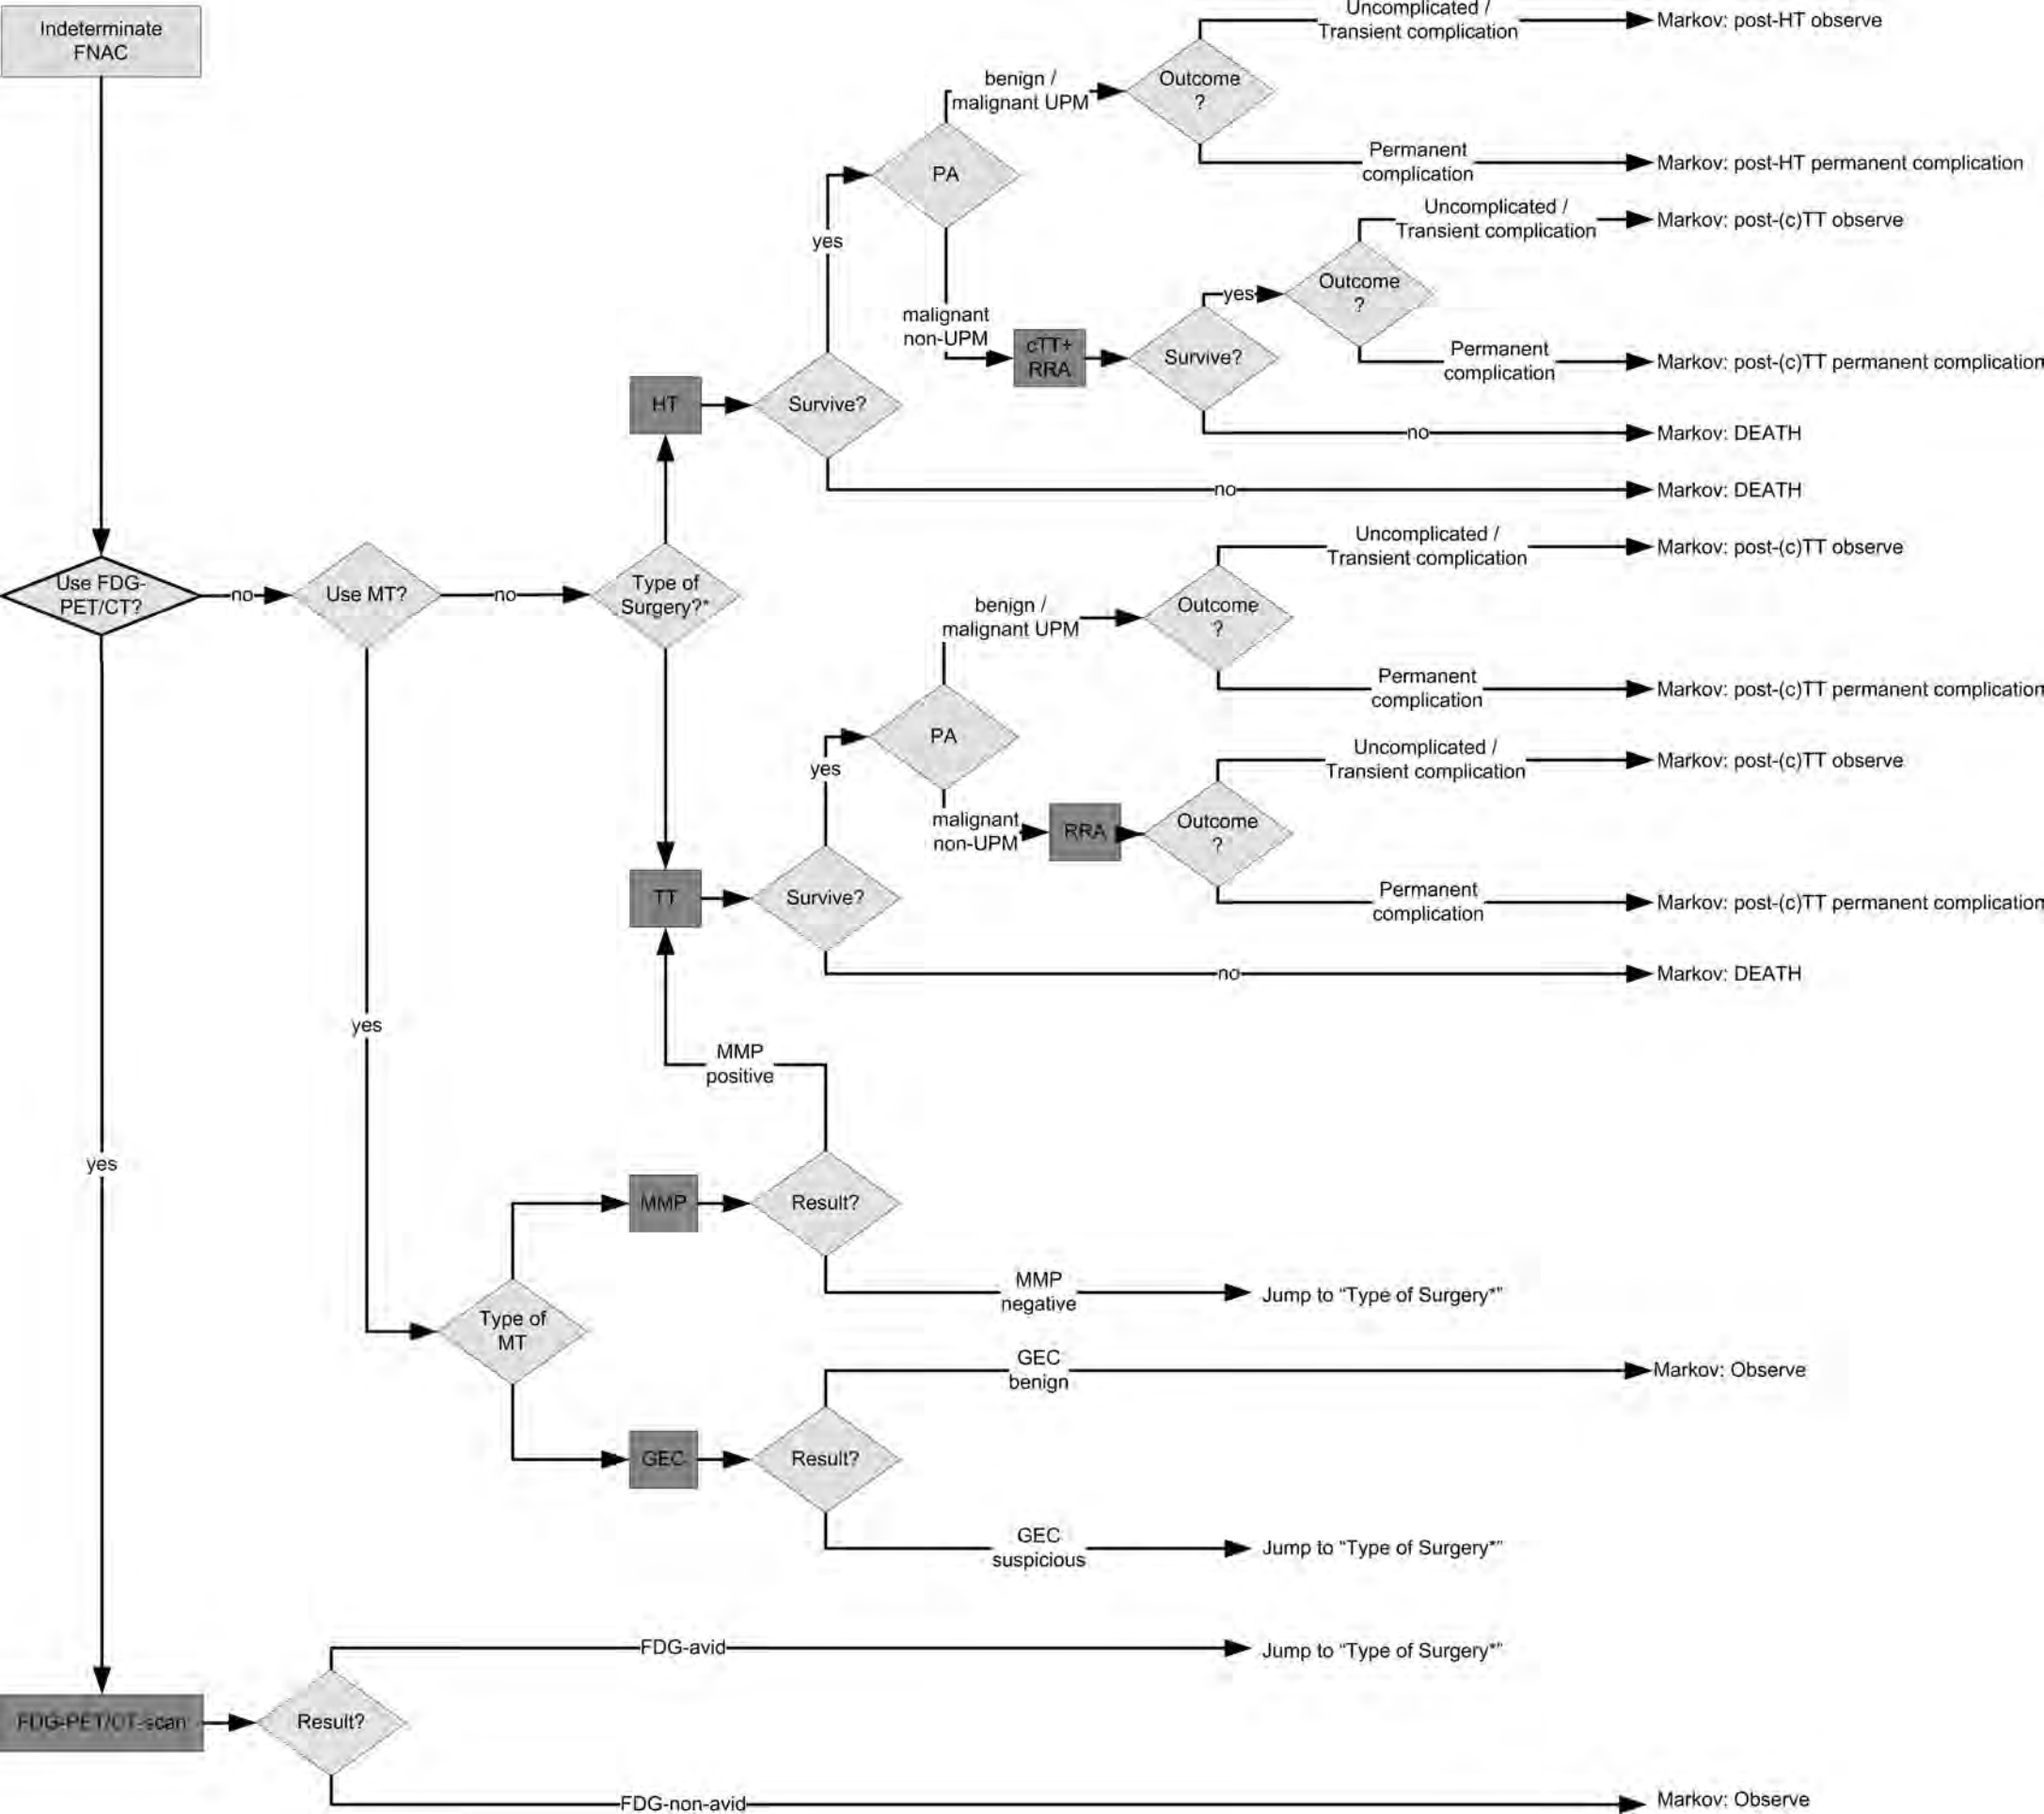 Indeterminate
FNAC
Uncomplicated /
Transient complication
Markov: post-HT observe
benign /
malignant UPM
Outcome
?
Permanent
complication
Markov: post-HT permanent complication
PA
yes
Uncomplicated /
Transient complication
Markov: post-(c)TT observe
malignant
non-UPM
cTT+
RRA
Survive?
yes
Outcome
?
Permanent
complication
Markov: post-(c)TT permanent complication
HT
Survive?
no
Markov: DEATH
no
Markov: DEATH
Use FDG-
PET/CT?
no
Use MT?
no
Type of
Surgery?*
Uncomplicated /
Transient complication
Markov: post-(c)TT observe
benign /
malignant UPM
Outcome
?
Permanent
complication
Markov: post-(c)TT permanent complication
PA
yes
Uncomplicated /
Transient complication
Markov: post-(c)TT observe
malignant
non-UPM
RRA
Outcome
?
Permanent
complication
Markov: post-(c)TT permanent complication
TT
Survive?
no
Markov: DEATH
yes
MMP
positive
yes
MMP
Result?
MMP
negative
Jump to “Type of Surgery*”
Type of
MT
GEC
benign
Markov: Observe
GEC
Result?
GEC
suspicious
Jump to “Type of Surgery*”
FDG-avid
Jump to “Type of Surgery*”
FDG-PET/CT-scan
Result?
FDG-non-avid
Markov: Observe